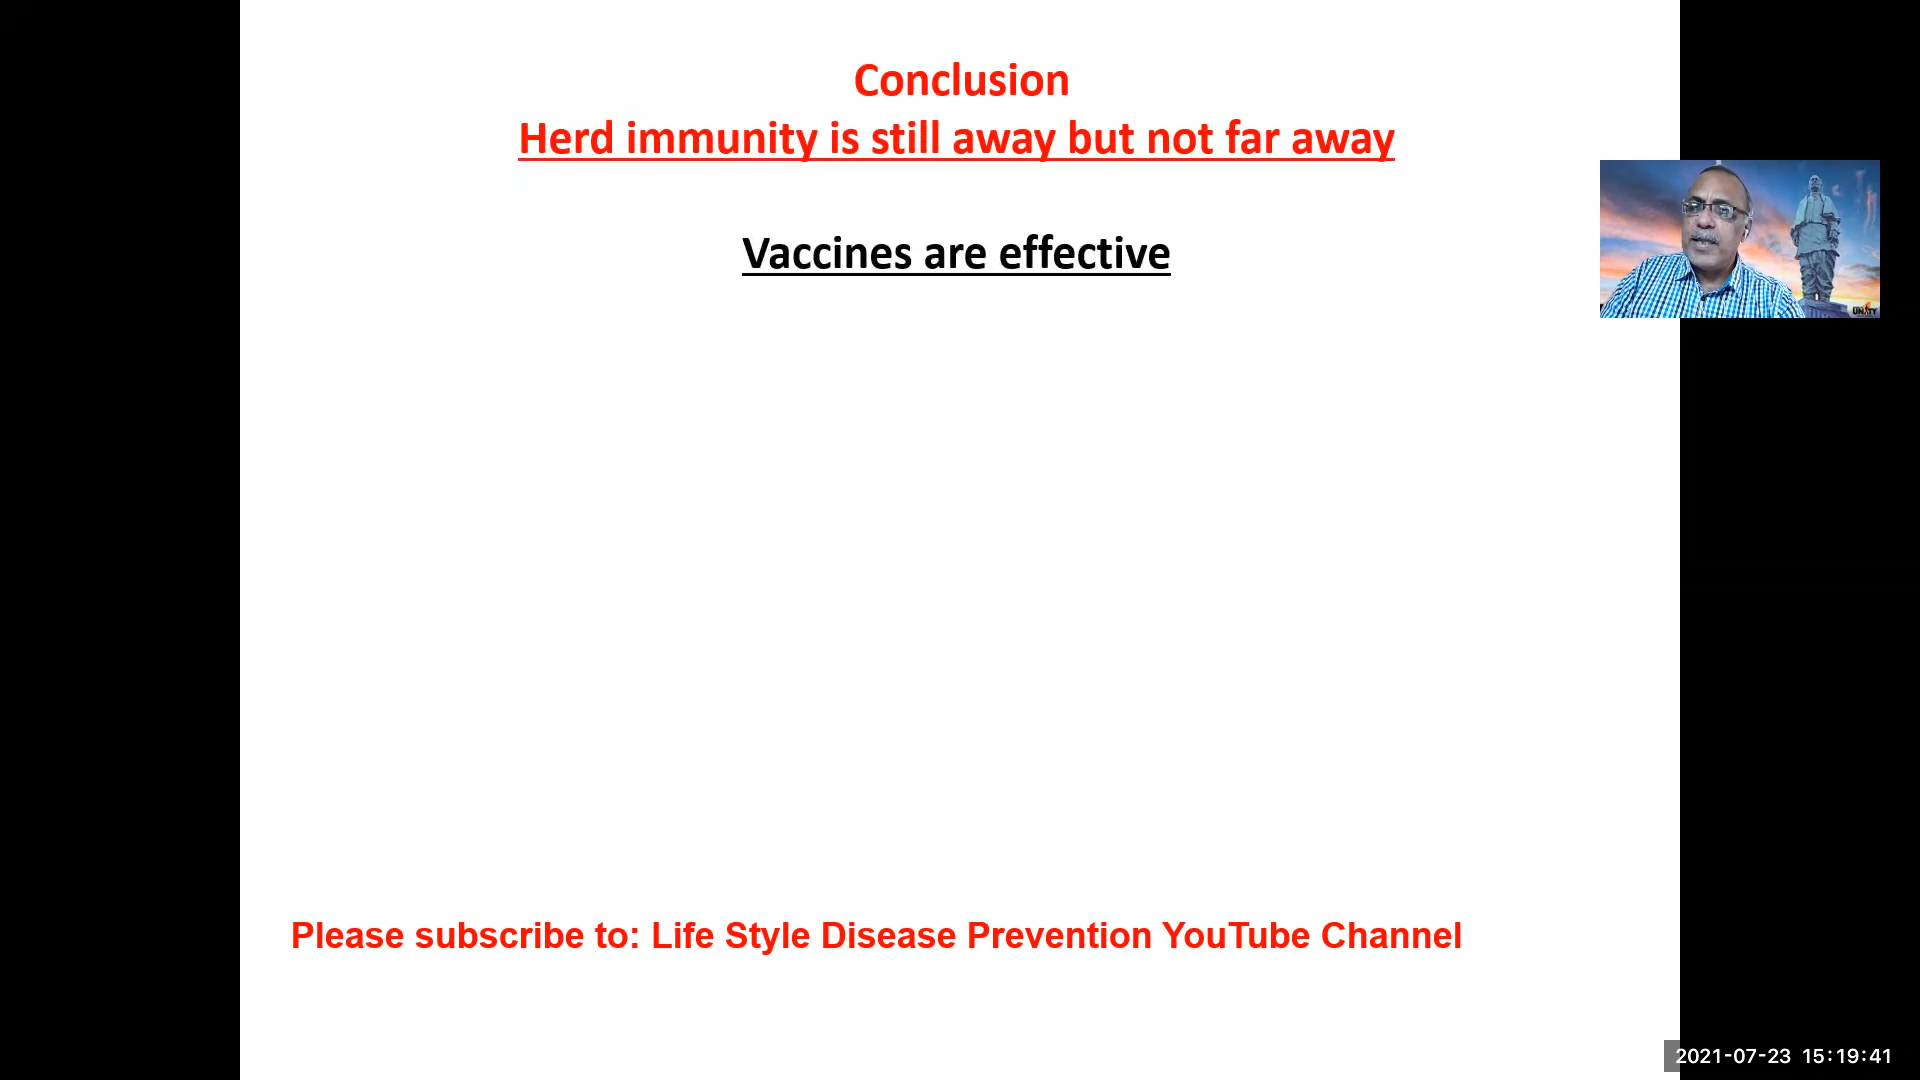 Conclusion
Herd immunity is still away but not far away
Vaccines are effective
UNITY
Please subscribe to: Life Style Disease Prevention YouTube Channel
2021-07-23 15:19:41